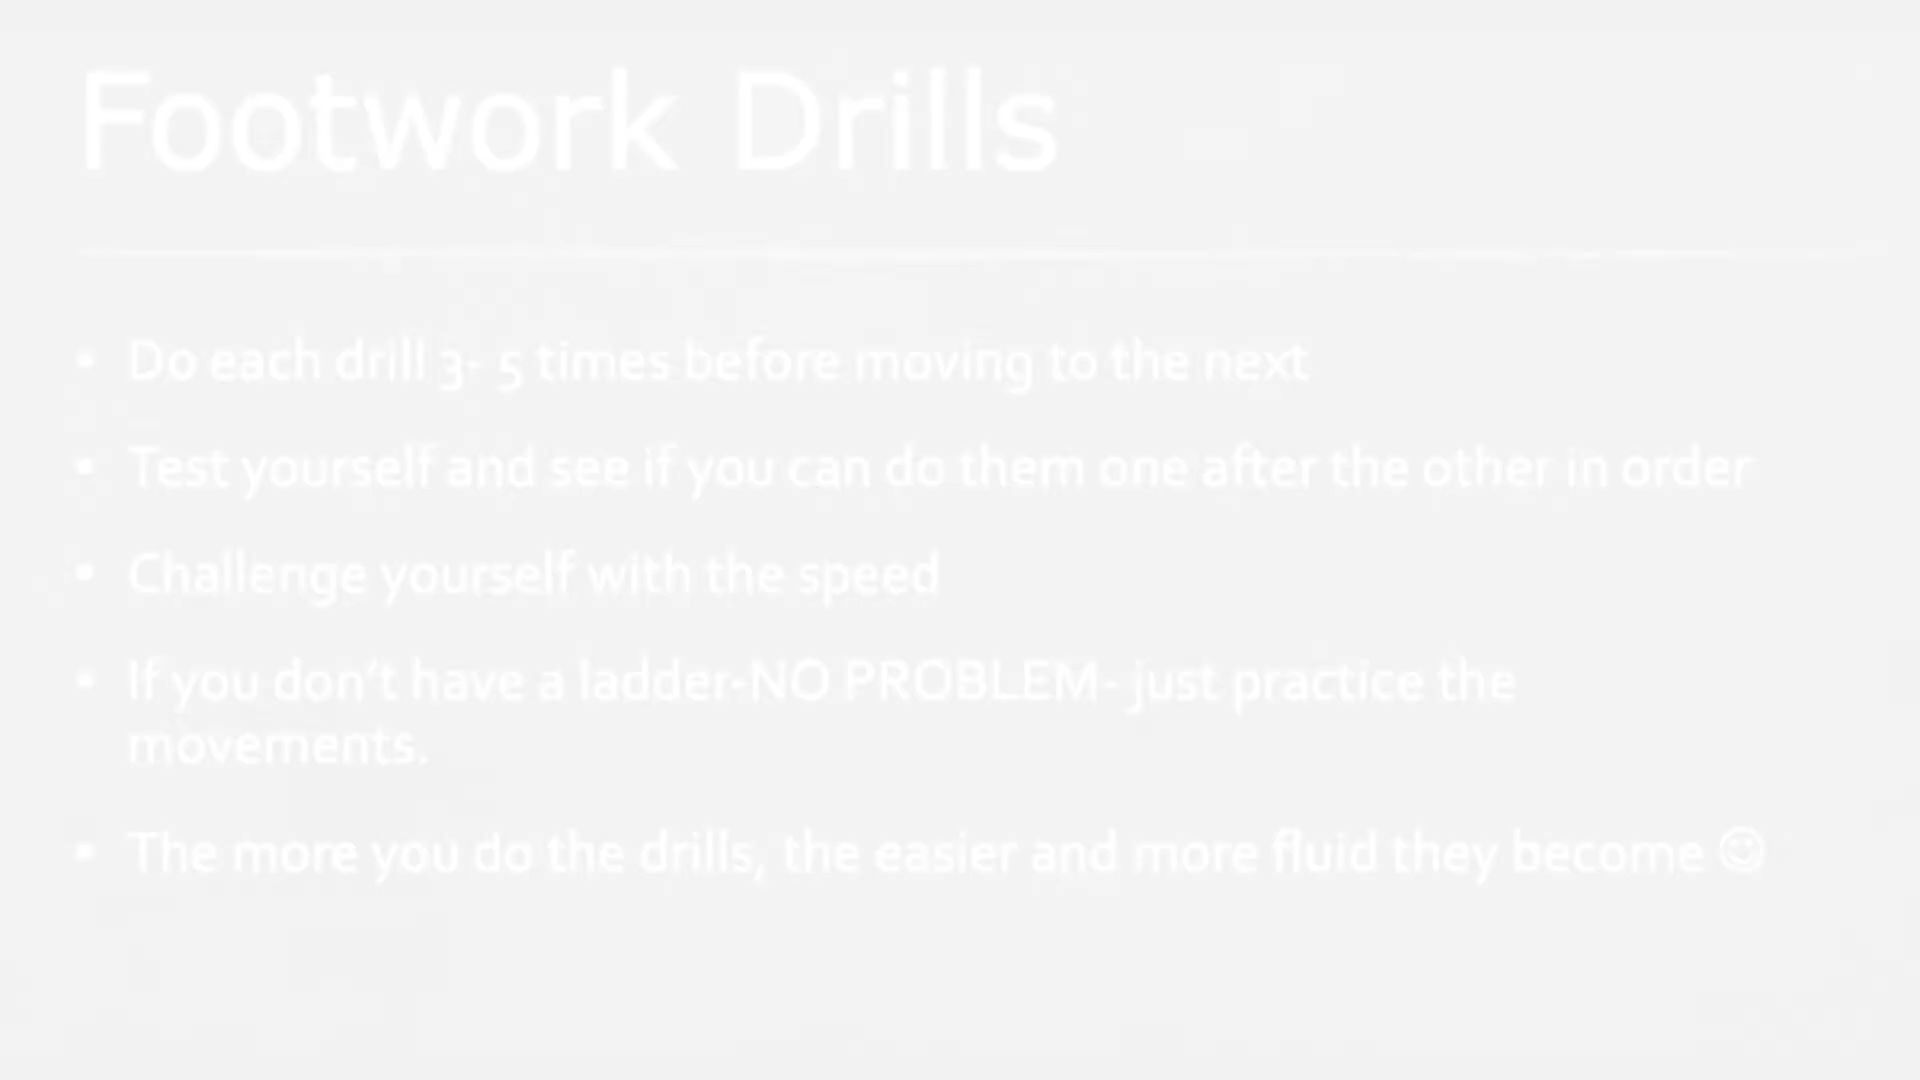 Footwork Drills
• Do each drill 3- 5 times before moving to the next
• Test yourself and see if you can do them one after the other in order
• Challenge yourself with the speed
• If you don't have a ladder-NO PROBLEM- just practice the
movements.
• The more you do the drills, the easier and more fluid they become ☺